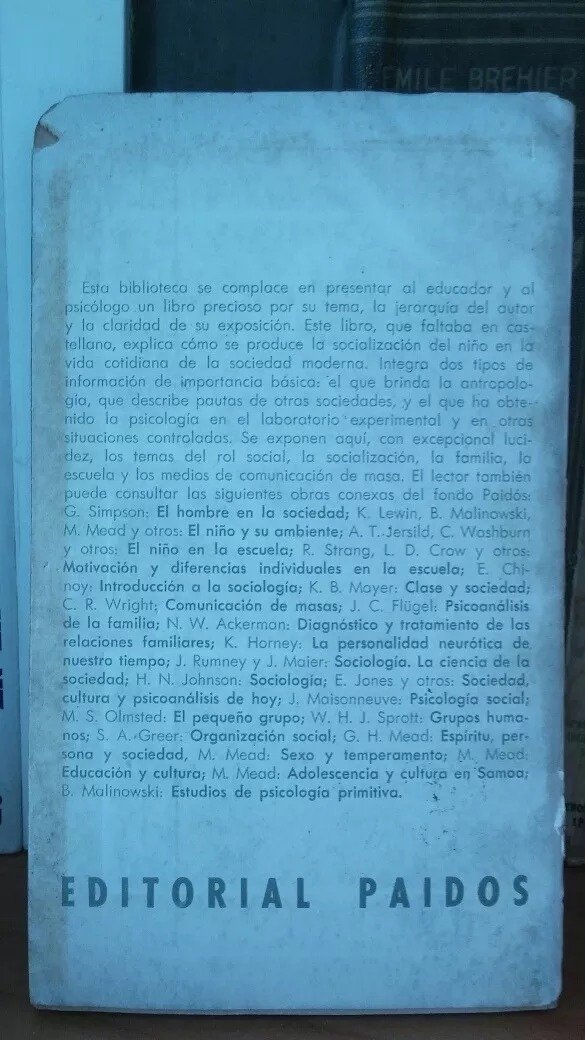 EMILE BREHIER
Esta biblioteca se complace en presentar al educador y al
psicólogo un libro precioso por su tema, la jerarquía del autor
y la claridad de su exposición. Este libro, que faltaba en cas-
tellano, explica cómo se produce la socialización del niño en la
vida cotidiana de la sociedad moderna. Integra dos tipos de
información de importancia básica: el que brinda la antropolo-
gía, que describe pautas de otras sociedades, y el que ha obte-
nido la psicología en el laboratorio experimental y en otras
situaciones controladas. Se exponen aquí, con excepcional luci-
dez, los temas del rol social, la socialización, la familia, la
escuela y los medios de comunicación de masa. El lector también
puede consultar las siguientes obras conexas del fondo Paidós:
G. Simpson: El hombre en la sociedad; K. Lewin, B. Malinowski,
M. Mead y otros: El niño y su ambiente; A. T. Jersild, C. Washburn
y otros: El niño en la escuela; R. Strang, L. D. Crow y otros:
Motivación y diferencias individuales en la escuela; E. Chi-
noy: Introducción a la sociología; K. B. Mayer: Clase y sociedad;
C. R. Wright; Comunicación de masas; J. C. Flügel: Psicoanálisis
de la familia; N. W. Ackerman: Diagnóstico y tratamiento de las
relaciones familiares; K. Horney: La personalidad neurótica de
nuestro tiempo; J. Rumney y J. Maier: Sociología. La ciencia de la
sociedad; H. N. Johnson: Sociología; E. Jones y otros: Sociedad,
cultura y psicoanálisis de hoy; J. Maisonneuve: Psicología social;
M. S. Olmsted: El pequeño grupo; W. H. J. Sprott: Grupos huma-
nos; S. A. Greer: Organización social; G. H. Mead: Espíritu, per-
sona y sociedad, M. Mead: Sexo y temperamento; M. Mead:
Educación y cultura; M. Mead: Adolescencia y cultura en Samoa;
B. Malinowski: Estudios de psicología primitiva.
EDITORIAL PAIDOS